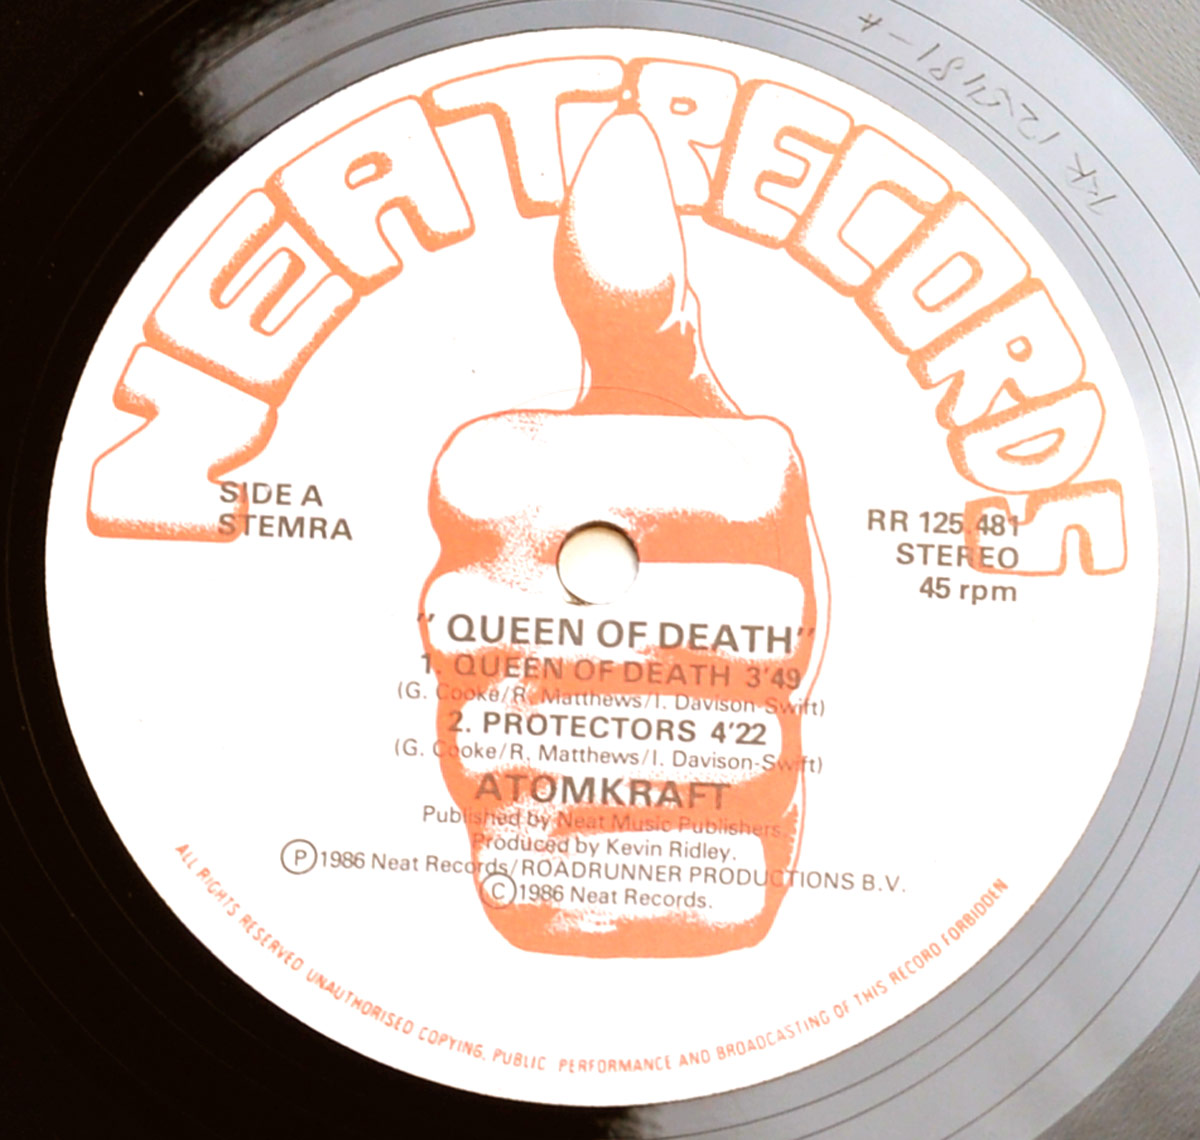 NEAT RECORDS
SIDE A
STEMRA
RR 125.481
STEREO
45 rpm
"QUEEN OF DEATH"
1. QUEEN OF DEATH 3'49
(G. Cooke/R. Matthews/I. Davison-Swift)
2. PROTECTORS 4'22
(G. Cooke/R. Matthews/I. Davison-Swift)
ATOMKRAFT
Published by Neat Music Publishers.
Produced by Kevin Ridley.
Ⓟ1986 Neat Records/ROADRUNNER PRODUCTIONS B.V.
Ⓒ1986 Neat Records.
ALL RIGHTS RESERVED UNAUTHORISED COPYING, PUBLIC PERFORMANCE AND BROADCASTING OF THIS RECORD FORBIDDEN